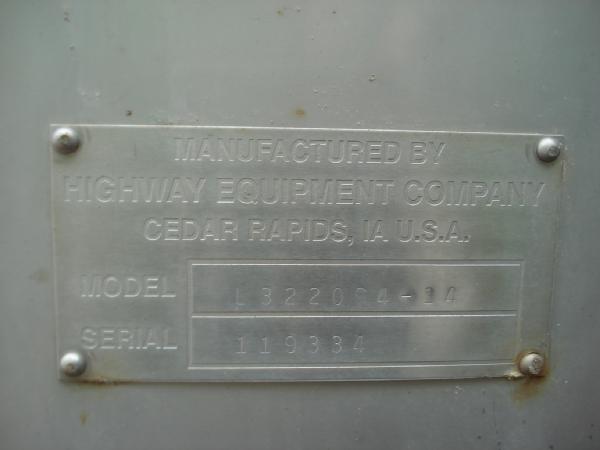 MANUFACTURED BY
HIGHWAY EQUIPMENT COMPANY
CEDAR RAPIDS, IA U.S.A.
MODEL
SERIAL 119334